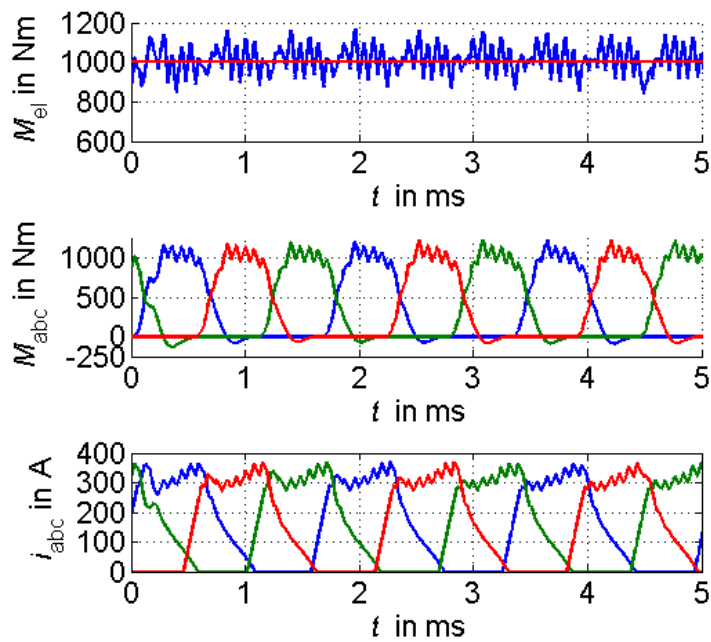 1200
1000
800
600
M_el in Nm
0 1 2 3 4 5
t in ms
1000
500
0
-250
M_abc in Nm
0 1 2 3 4 5
t in ms
400
300
200
100
0
i_abc in A
0 1 2 3 4 5
t in ms